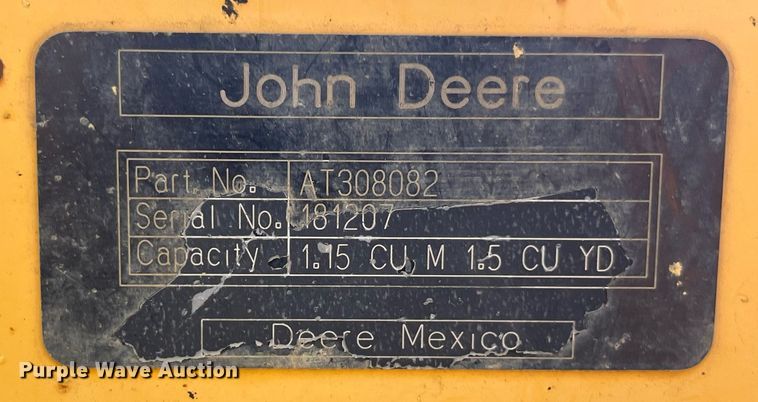 John Deere
Part. No. AT308082
Serial No. 181207
Capacity 1.15 CU M 1.5 CU YD
Deere Mexico
Purple Wave Auction